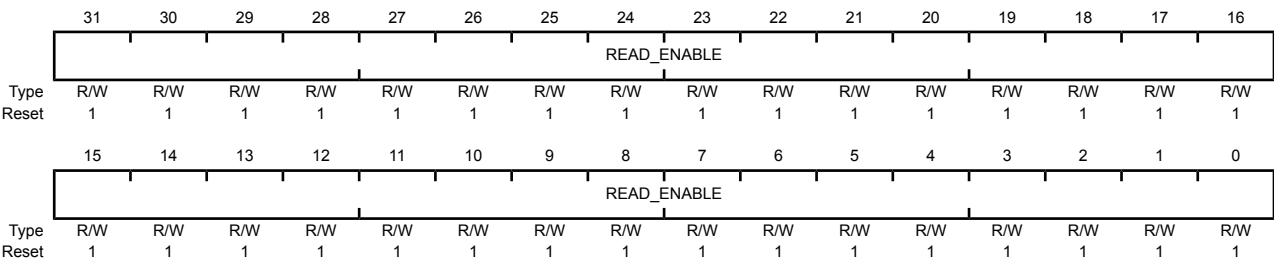 31 30 29 28 27 26 25 24 23 22 21 20 19 18 17 16
READ_ENABLE
Type R/W R/W R/W R/W R/W R/W R/W R/W R/W R/W R/W R/W R/W R/W R/W R/W
Reset 1 1 1 1 1 1 1 1 1 1 1 1 1 1 1 1
15 14 13 12 11 10 9 8 7 6 5 4 3 2 1 0
READ_ENABLE
Type R/W R/W R/W R/W R/W R/W R/W R/W R/W R/W R/W R/W R/W R/W R/W R/W
Reset 1 1 1 1 1 1 1 1 1 1 1 1 1 1 1 1